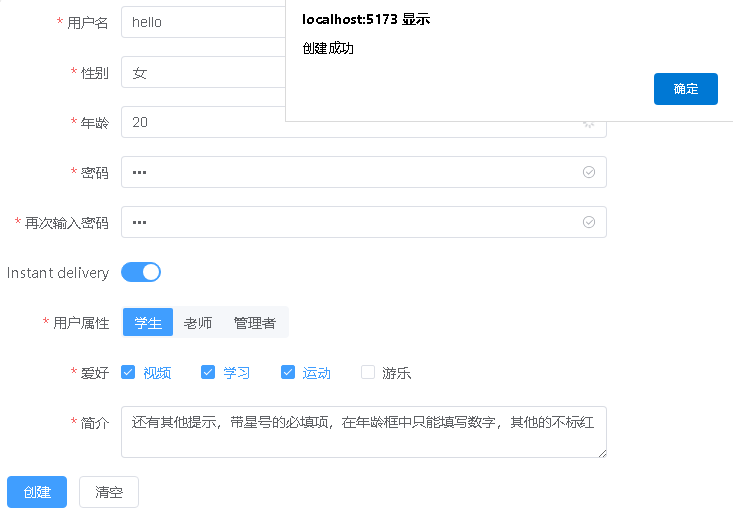 localhost:5173 显示
创建成功
确定
* 用户名 hello
* 性别 女
* 年龄 20
* 密码 •••
* 再次输入密码 •••
Instant delivery
* 用户属性 学生 老师 管理者
* 爱好 视频 学习 运动 游乐
* 简介 还有其他提示，带星号的必填项，在年龄框中只能填写数字，其他的不标红
创建 清空